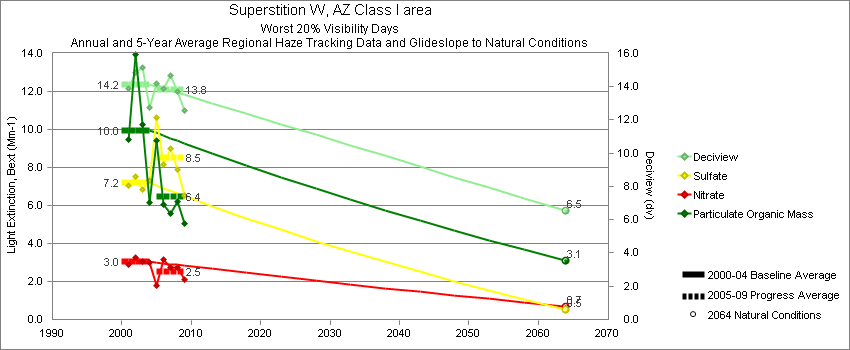 Superstition W, AZ Class I area
Worst 20% Visibility Days
Annual and 5-Year Average Regional Haze Tracking Data and Glideslope to Natural Conditions
14.0 16.0
12.0 14.0
10.0 12.0
8.0 10.0
6.0 8.0
4.0 6.0
2.0 4.0
0.0 2.0
0.0
Light Extinction, Bext (Mm-1)
Deciview (dv)
14.2 13.8
10.0
8.5
7.2
6.4
3.0 2.5
6.5
3.1
0.7
0.5
1990 2000 2010 2020 2030 2040 2050 2060 2070
Deciview
Sulfate
Nitrate
Particulate Organic Mass
2000-04 Baseline Average
2005-09 Progress Average
2064 Natural Conditions